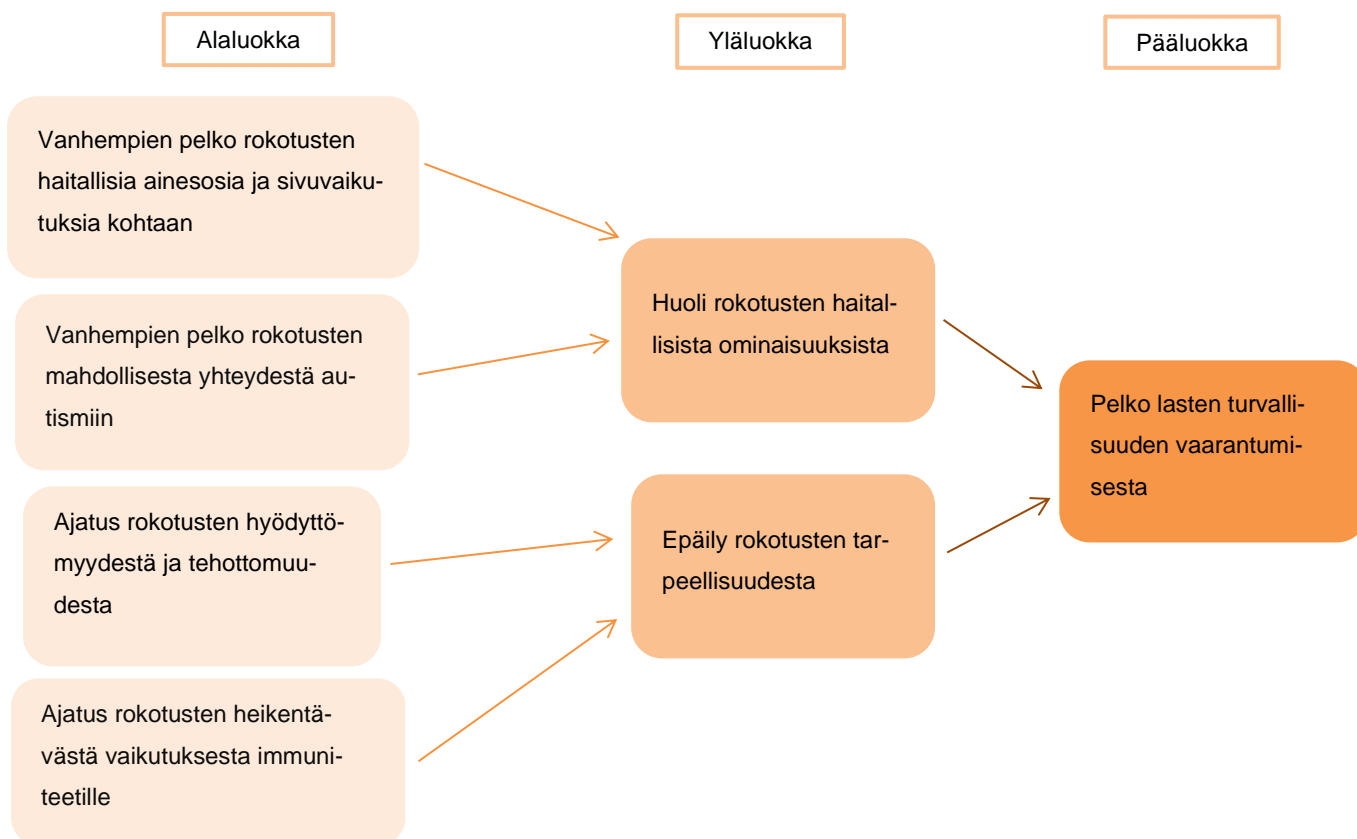 Alaluokka
Yläluokka
Pääluokka
Vanhempien pelko rokotusten
haitallisia ainesosia ja sivuvaiku-
tuksia kohtaan
Vanhempien pelko rokotusten
mahdollisesta yhteydestä au-
tismiin
Ajatus rokotusten hyödyttö-
myydestä ja tehottomuu-
desta
Ajatus rokotusten heikentä-
västä vaikutuksesta immuni-
teetille
Huoli rokotusten haital-
lisista ominaisuuksista
Epäily rokotusten tar-
peellisuudesta
Pelko lasten turvalli-
suuden vaarantumi-
sesta